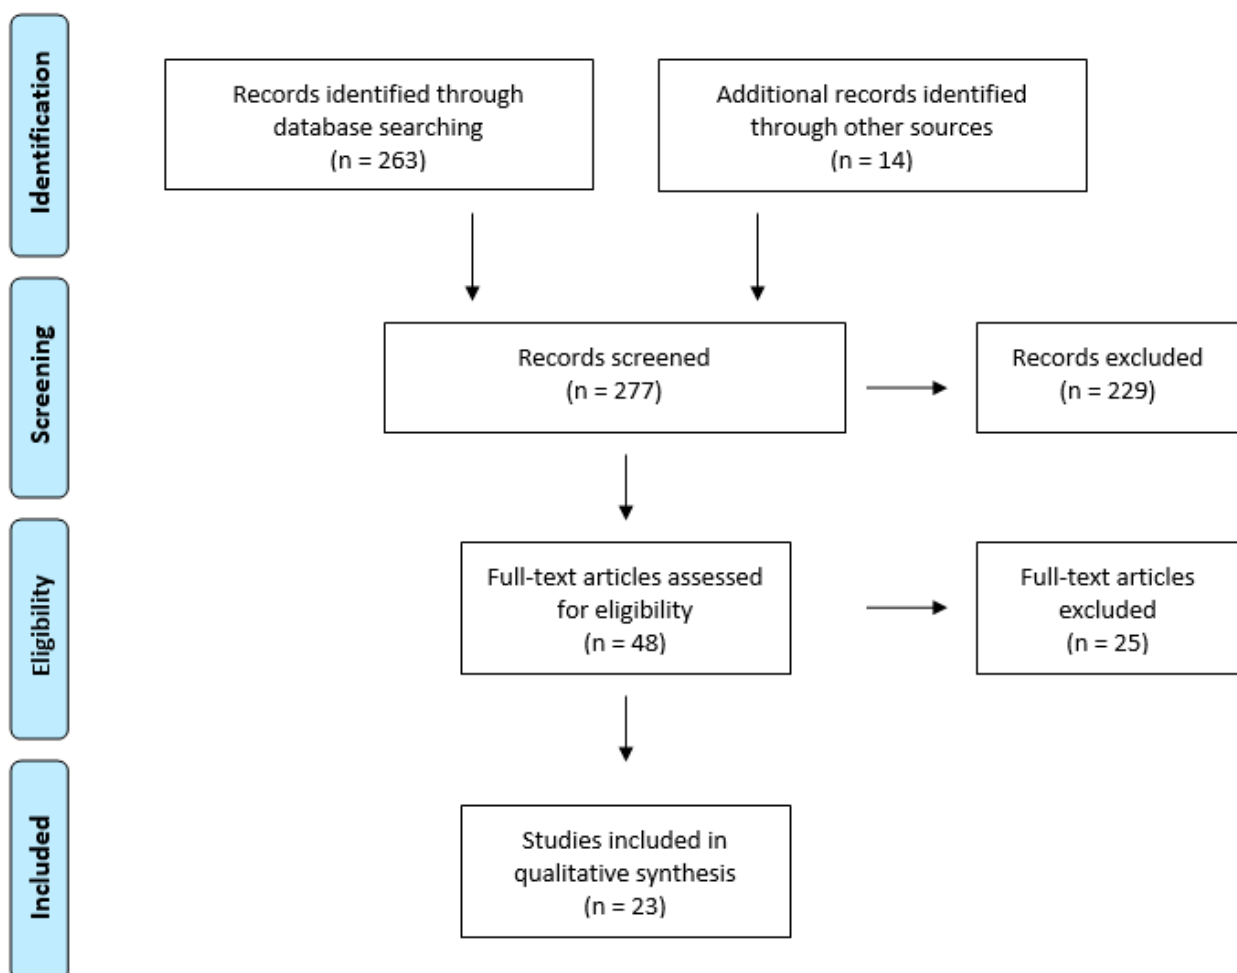 Identification
Records identified through
database searching
(n = 263)
Additional records identified
through other sources
(n = 14)
Screening
Records screened
(n = 277)
Records excluded
(n = 229)
Eligibility
Full-text articles assessed
for eligibility
(n = 48)
Full-text articles
excluded
(n = 25)
Included
Studies included in
qualitative synthesis
(n = 23)